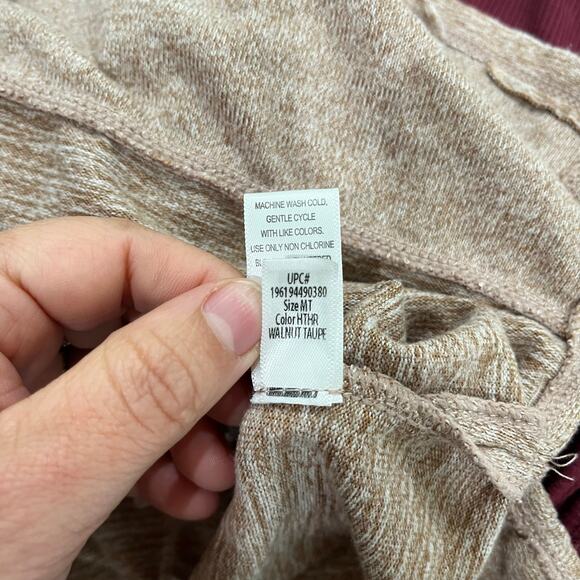 MACHINE WASH COLD,
GENTLE CYCLE
WITH LIKE COLORS.
USE ONLY NON CHLORINE
UPC#
196194490380
Size MT
Color HTHR
WALNUT TAUPE